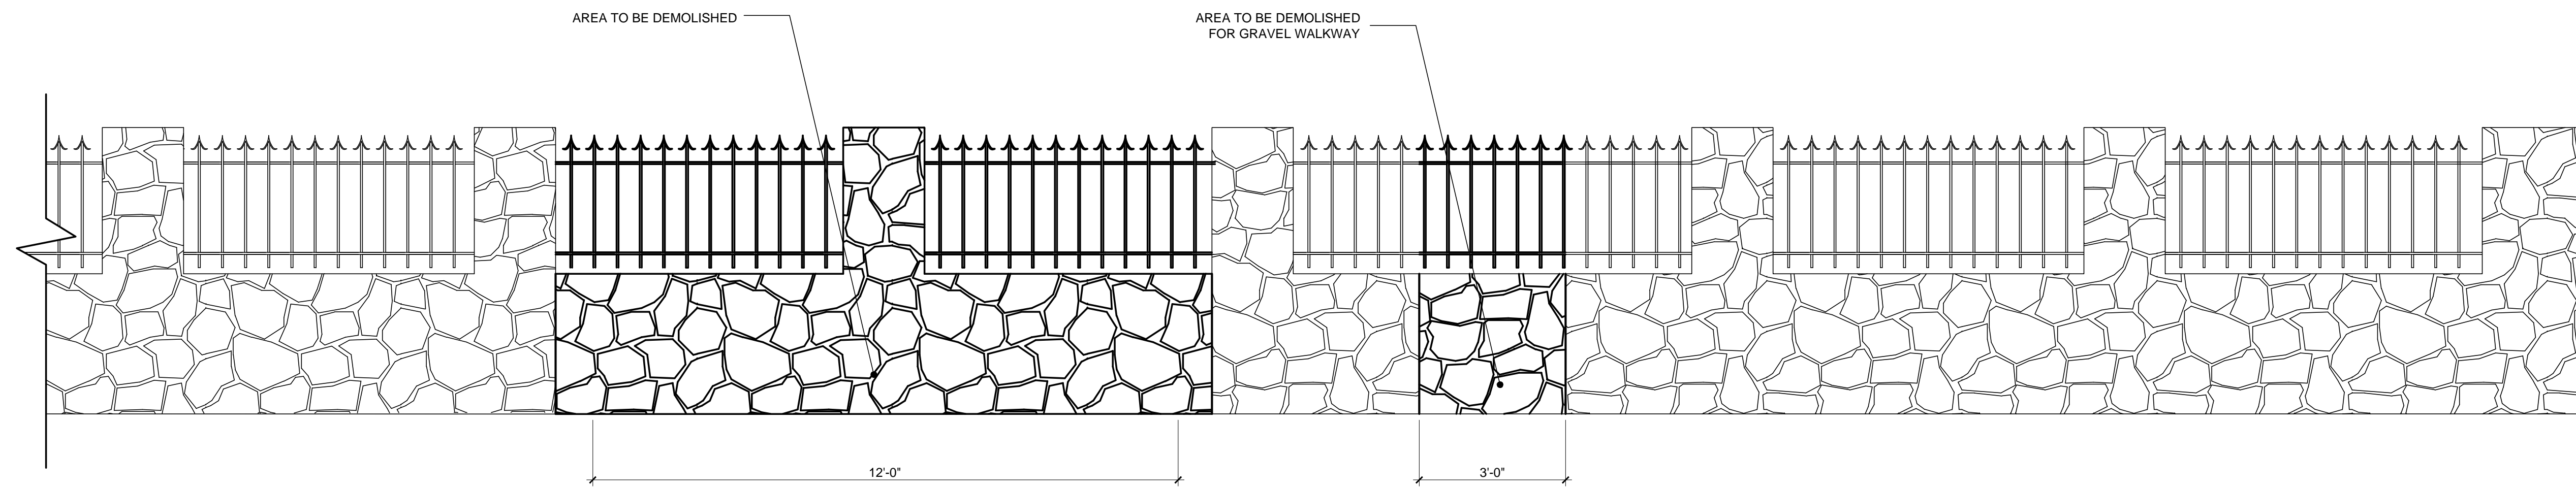 AREA TO BE DEMOLISHED
AREA TO BE DEMOLISHED
FOR GRAVEL WALKWAY
12'-0"
3'-0"